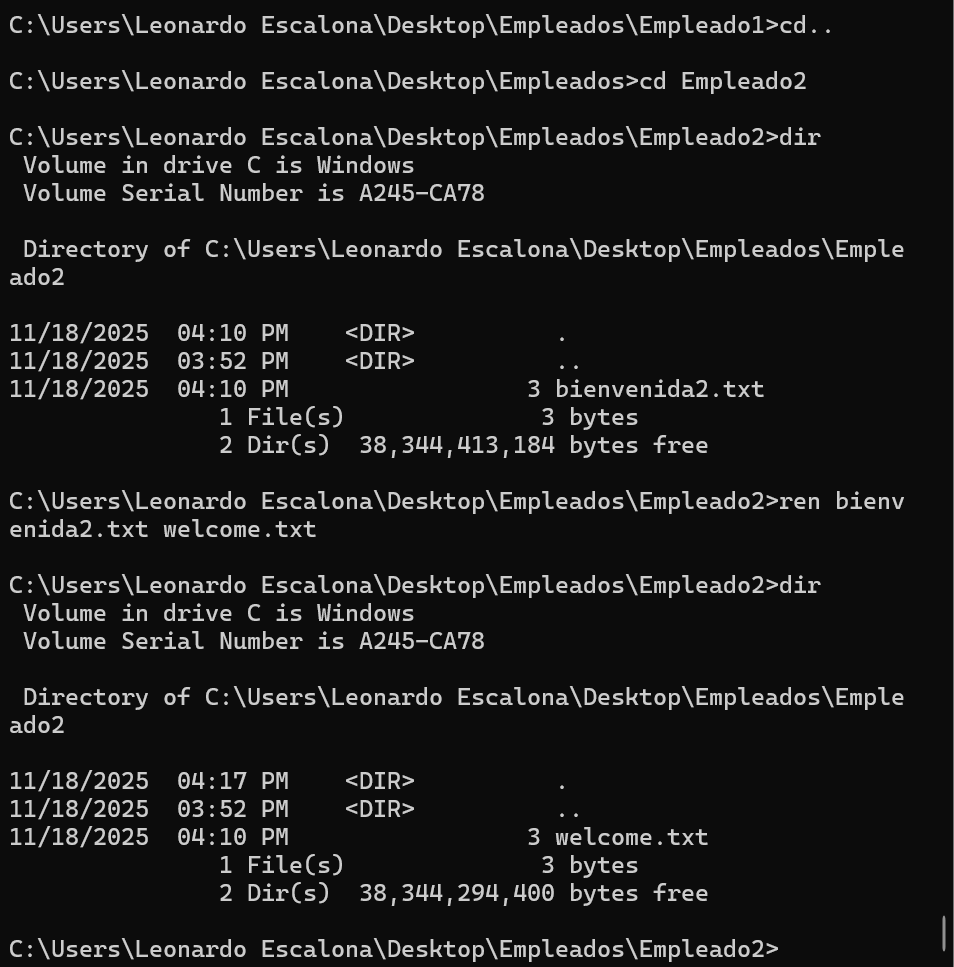 C:\Users\Leonardo Escalona\Desktop\Empleados\Empleado1>cd..
C:\Users\Leonardo Escalona\Desktop\Empleados>cd Empleado2
C:\Users\Leonardo Escalona\Desktop\Empleados\Empleado2>dir
 Volume in drive C is Windows
 Volume Serial Number is A245-CA78
 Directory of C:\Users\Leonardo Escalona\Desktop\Empleados\Emple
ado2
11/18/2025  04:10 PM    <DIR>          .
11/18/2025  03:52 PM    <DIR>          ..
11/18/2025  04:10 PM                 3 bienvenida2.txt
               1 File(s)              3 bytes
               2 Dir(s)  38,344,413,184 bytes free
C:\Users\Leonardo Escalona\Desktop\Empleados\Empleado2>ren bienv
enida2.txt welcome.txt
C:\Users\Leonardo Escalona\Desktop\Empleados\Empleado2>dir
 Volume in drive C is Windows
 Volume Serial Number is A245-CA78
 Directory of C:\Users\Leonardo Escalona\Desktop\Empleados\Emple
ado2
11/18/2025  04:17 PM    <DIR>          .
11/18/2025  03:52 PM    <DIR>          ..
11/18/2025  04:10 PM                 3 welcome.txt
               1 File(s)              3 bytes
               2 Dir(s)  38,344,294,400 bytes free
C:\Users\Leonardo Escalona\Desktop\Empleados\Empleado2>